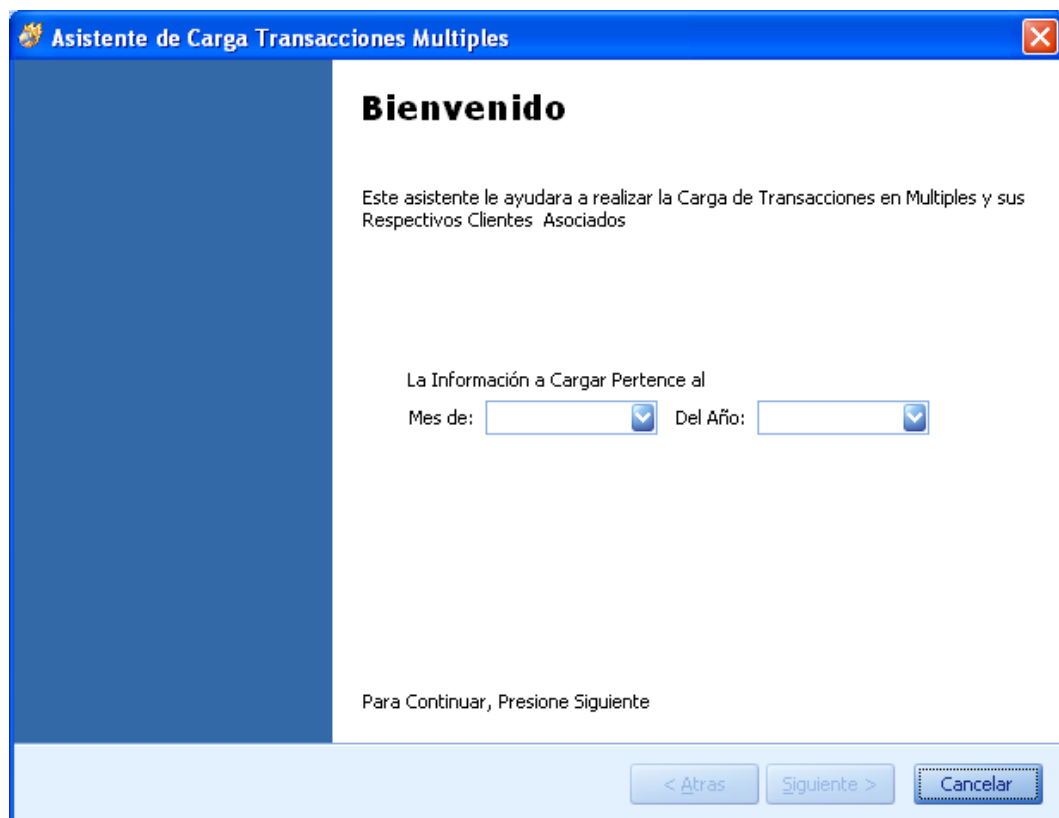 Asistente de Carga Transacciones Multiples
Bienvenido
Este asistente le ayudara a realizar la Carga de Transacciones en Multiples y sus
Respectivos Clientes Asociados
La Información a Cargar Pertence al
Mes de: Del Año:
Para Continuar, Presione Siguiente
< Atras Siguiente > Cancelar